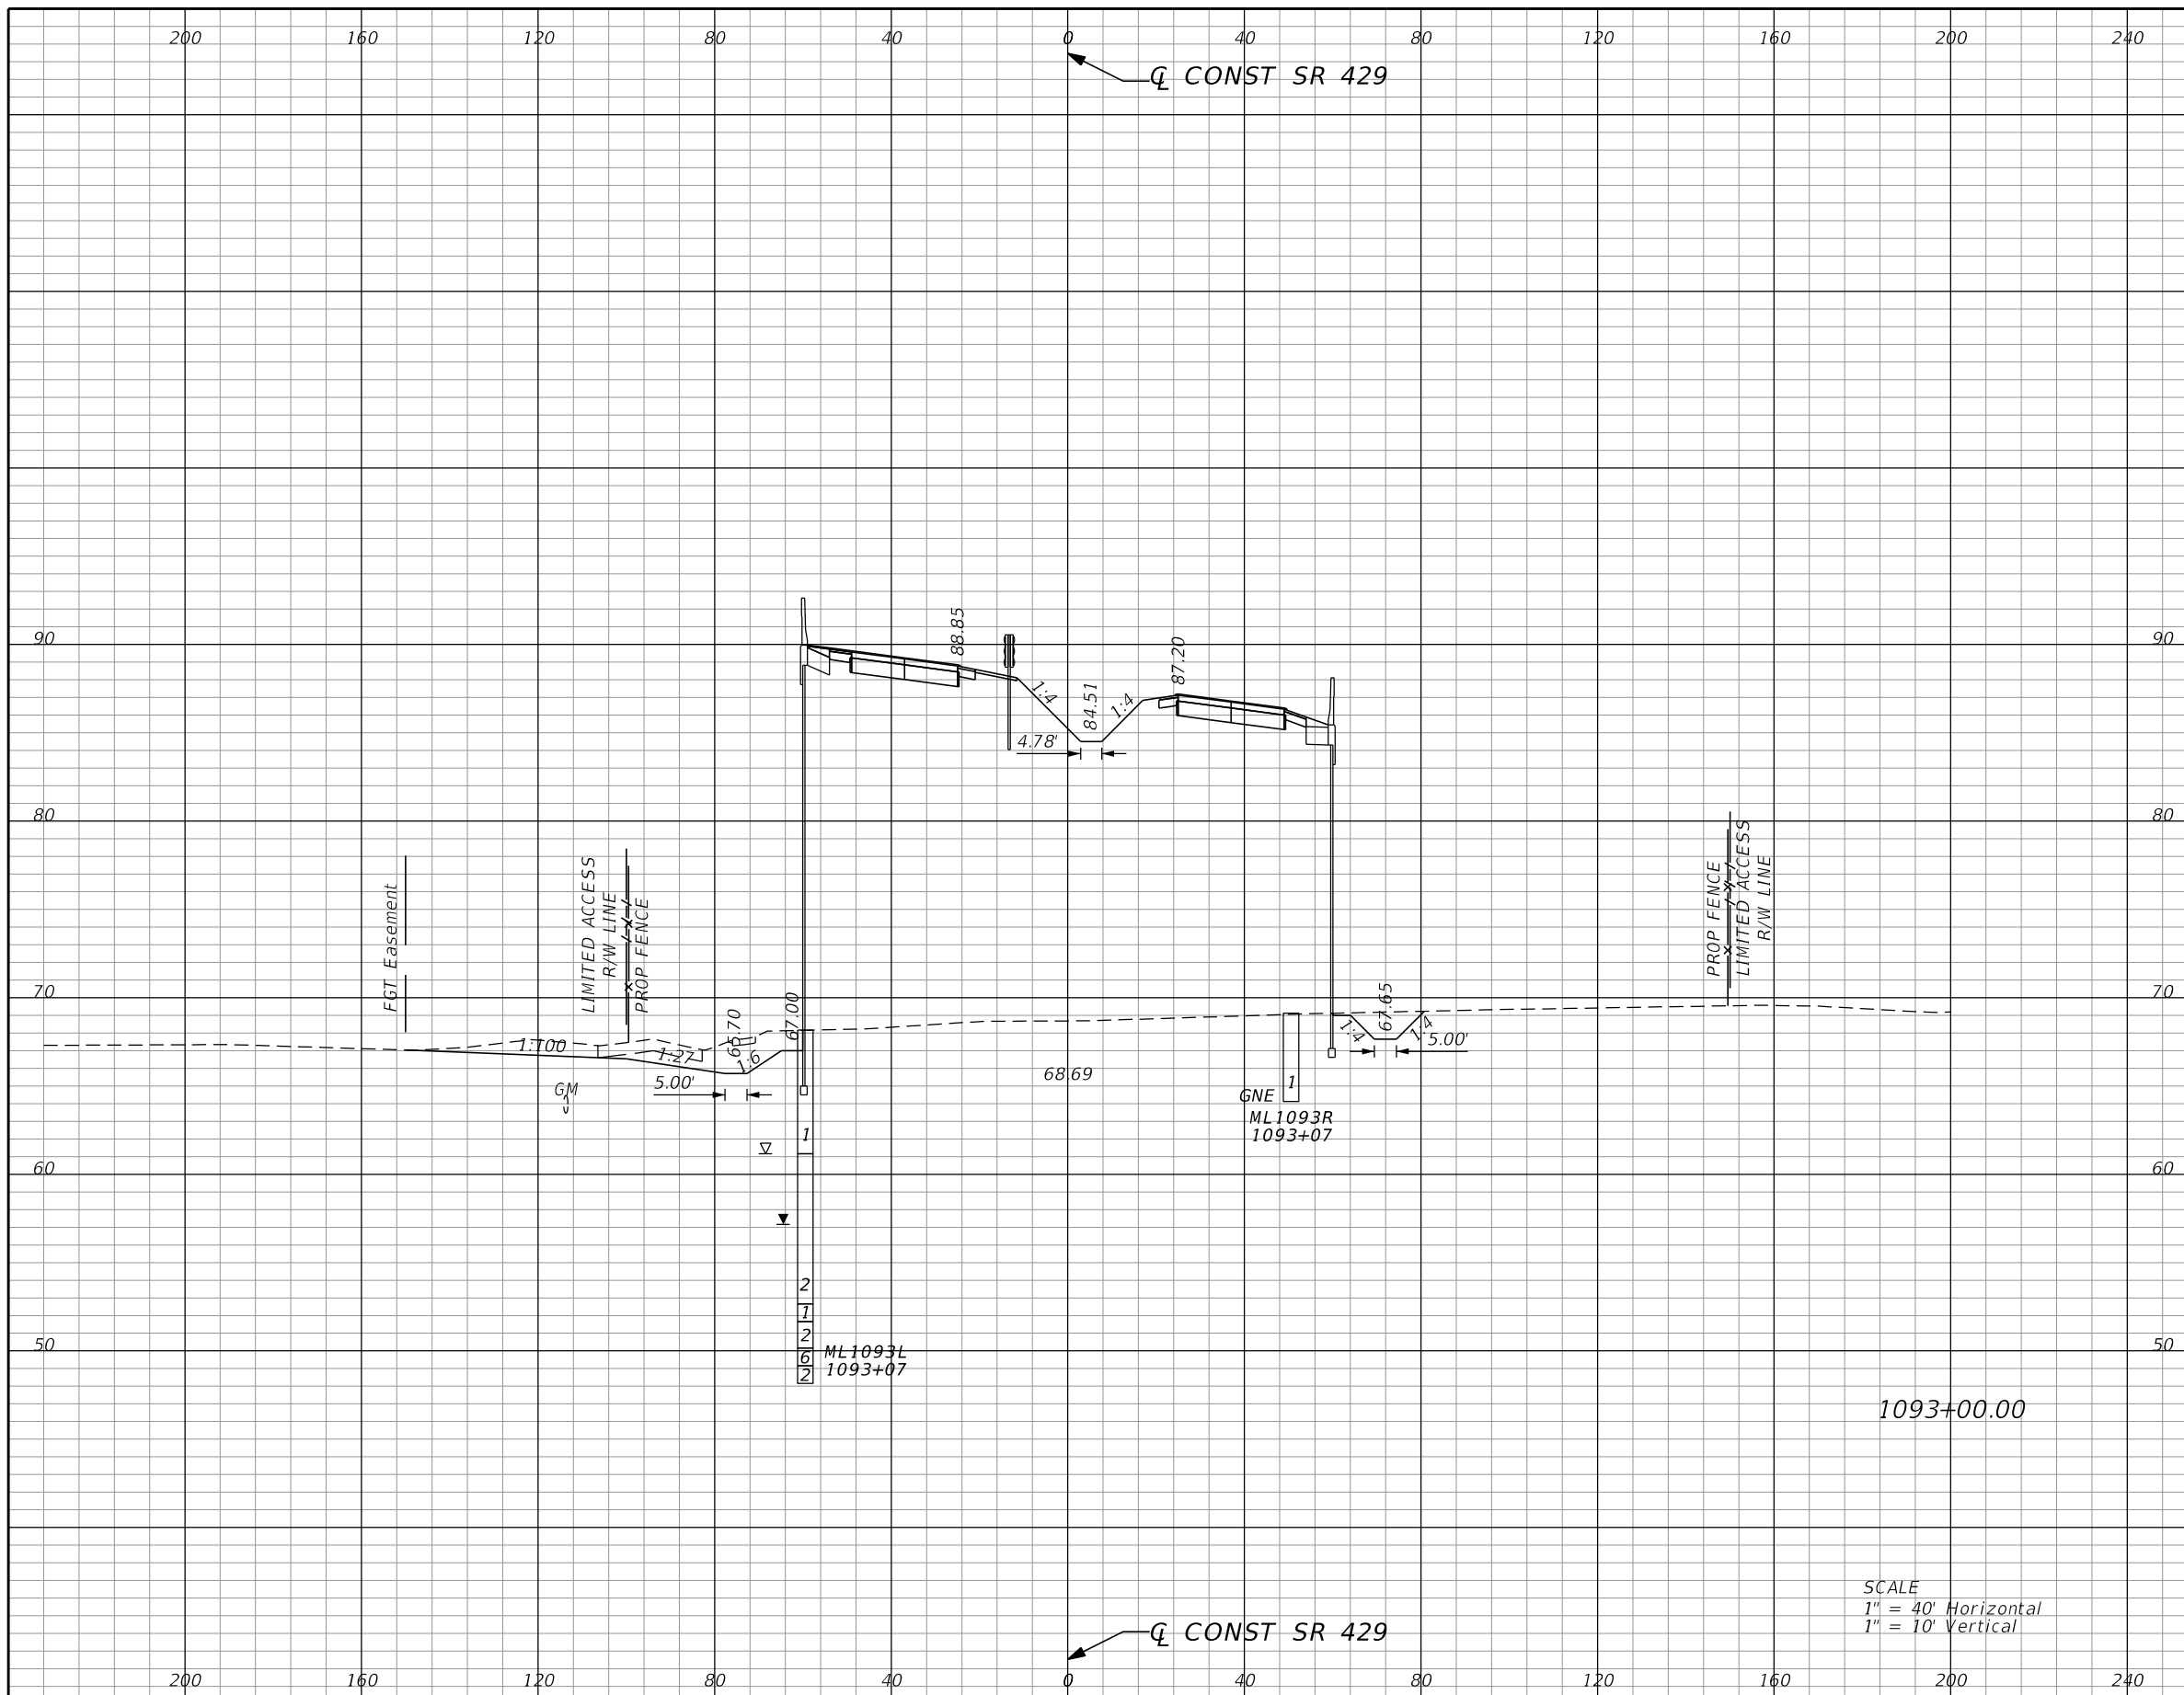 200 160 120 80 40 0 40 80 120 160 200 240
℄ CONST SR 429
90 90
88.85
87.20
1:4
84.51
1:4
4.78'
80 80
FGT Easement
LIMITED ACCESS
R/W LINE
PROP FENCE
PROP FENCE
LIMITED ACCESS
R/W LINE
70 70
65.70
67.00
67.65
1:100
1:27
1:6
1:4
1:4
5.00'
5.00'
GM
68.69
GNE
1
ML1093R
1093+07
1
60 60
2
1
2
6
2
ML1093L
1093+07
50 50
1093+00.00
SCALE
1" = 40' Horizontal
1" = 10' Vertical
℄ CONST SR 429
200 160 120 80 40 0 40 80 120 160 200 240